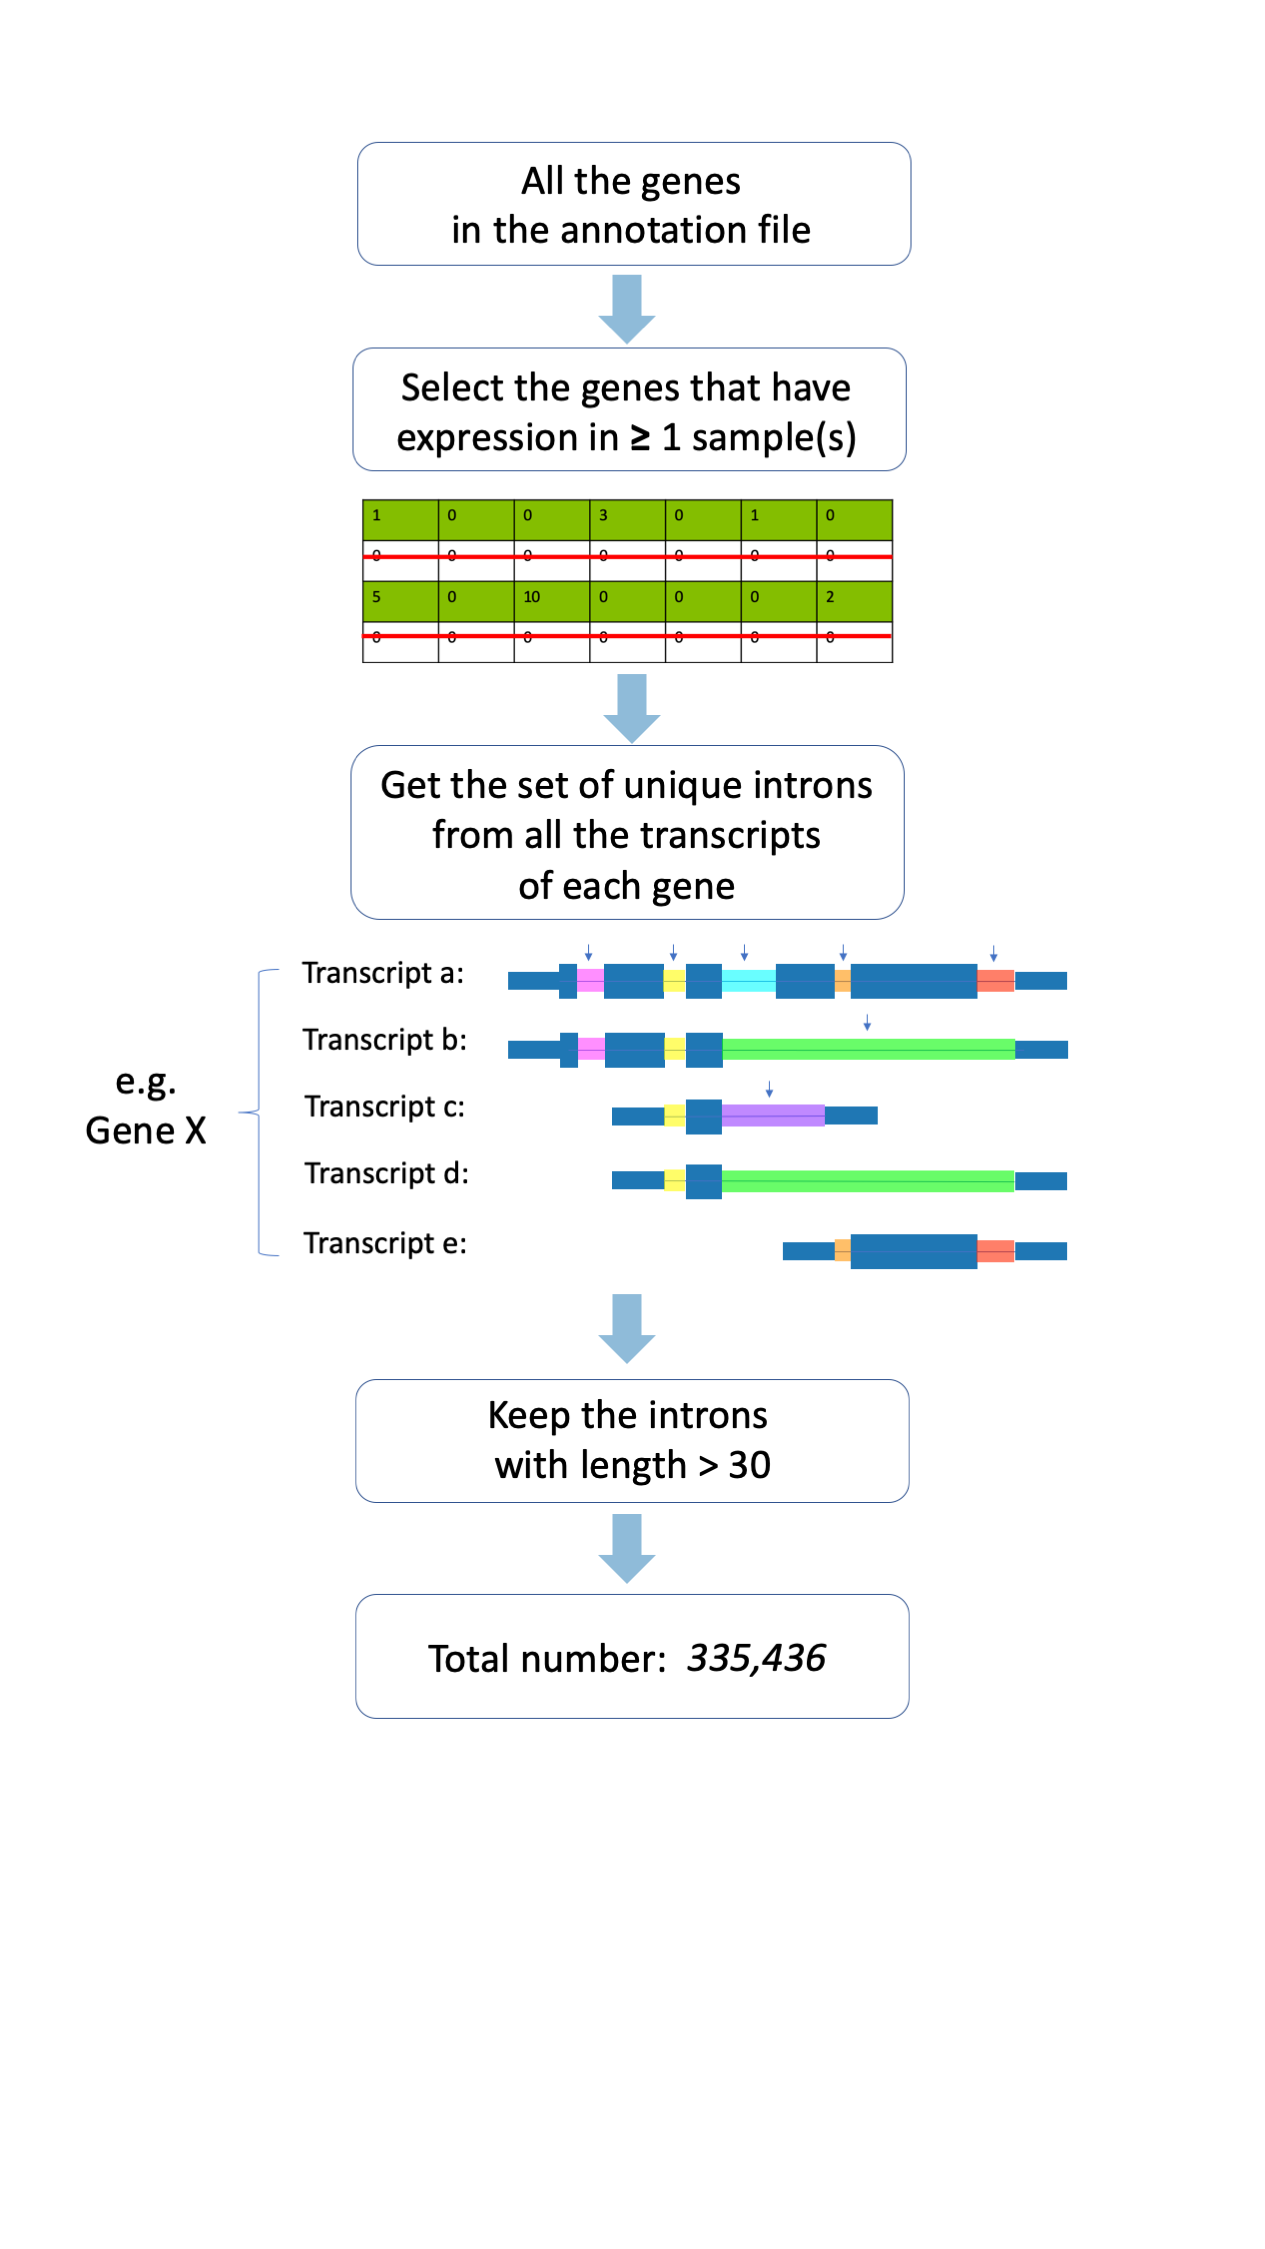 All the genes
in the annotation file
Select the genes that have
expression in ≥ 1 sample(s)
1 0 0 3 0 1 0
0 0 0 0 0 0 0
5 0 10 0 0 0 2
0 0 0 0 0 0 0
Get the set of unique introns
from all the transcripts
of each gene
e.g.
Gene X
Transcript a:
Transcript b:
Transcript c:
Transcript d:
Transcript e:
Keep the introns
with length > 30
Total number: 335,436